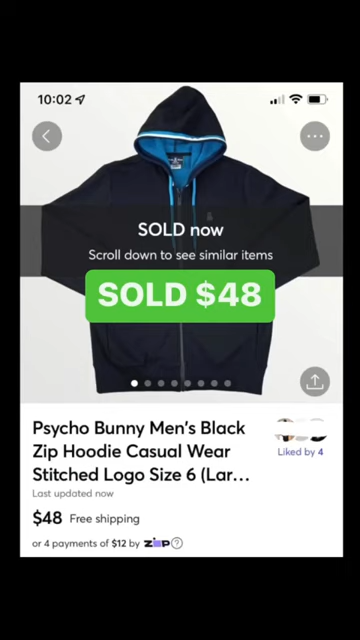 10:02
SOLD now
Scroll down to see similar items
SOLD $48
Psycho Bunny Men's Black
Zip Hoodie Casual Wear
Stitched Logo Size 6 (Lar...
Liked by 4
Last updated now
$48 Free shipping
or 4 payments of $12 by zip